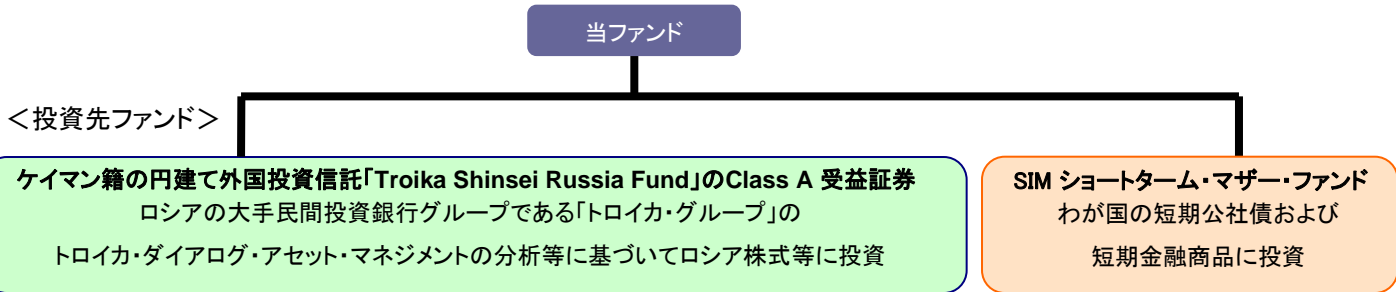 当ファンド
＜投資先ファンド＞
ケイマン籍の円建て外国投資信託「Troika Shinsei Russia Fund」のClass A 受益証券
ロシアの大手民間投資銀行グループである「トロイカ・グループ」の
トロイカ・ダイアログ・アセット・マネジメントの分析等に基づいてロシア株式等に投資
SIM ショートターム・マザー・ファンド
わが国の短期公社債および
短期金融商品に投資